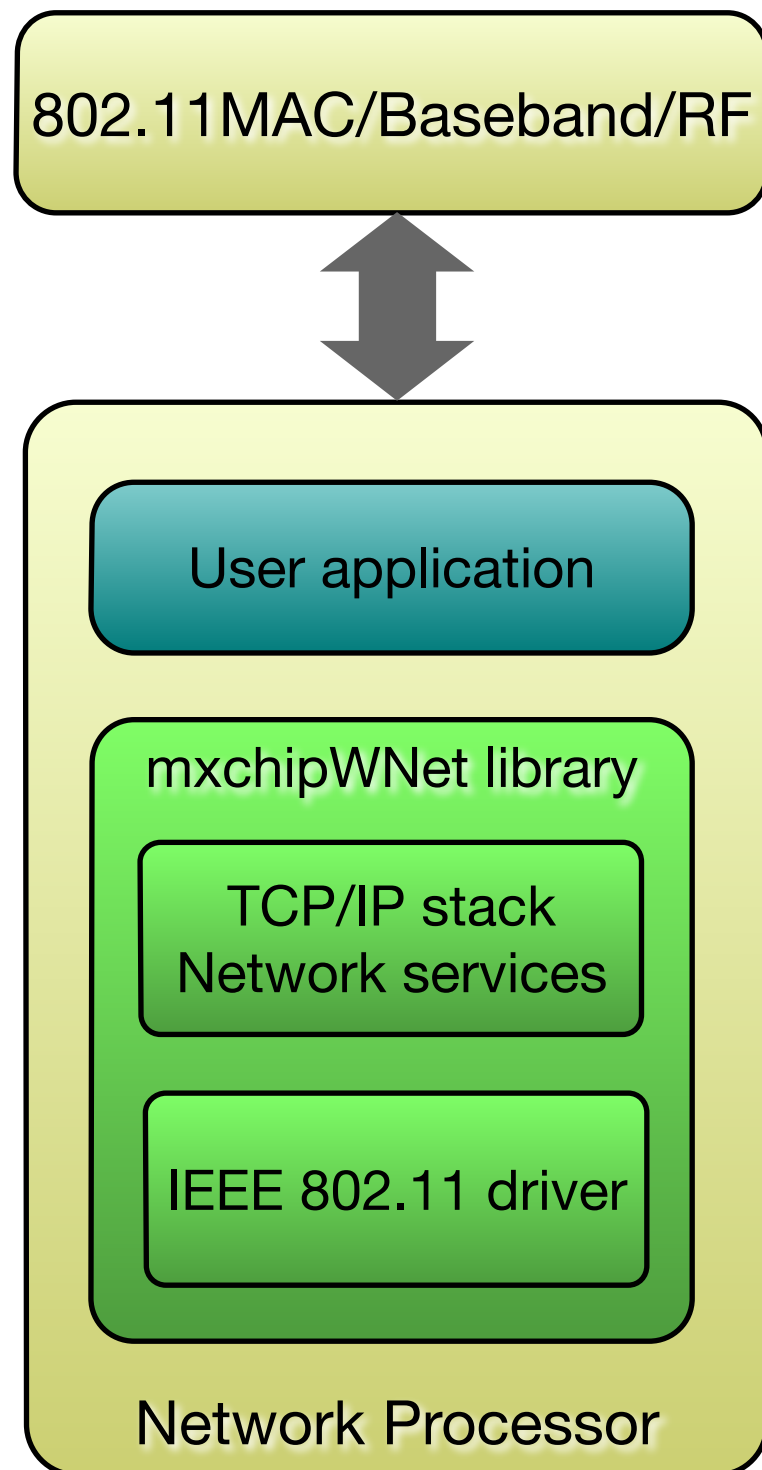 802.11MAC/Baseband/RF
User application
mxchipWNet library
TCP/IP stack
Network services
IEEE 802.11 driver
Network Processor